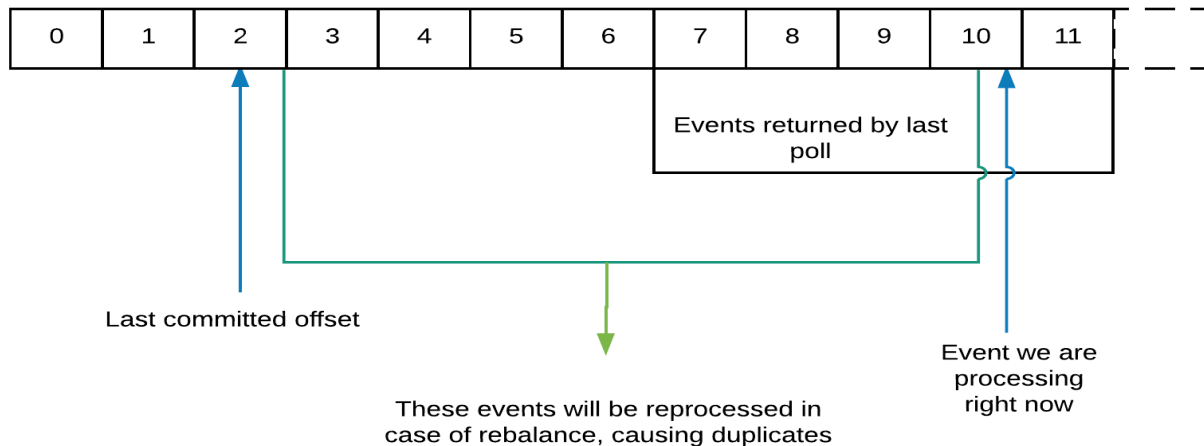 0 1 2 3 4 5 6 7 8 9 10 11
Events returned by last
poll
Last committed offset
Event we are
processing
right now
These events will be reprocessed in
case of rebalance, causing duplicates